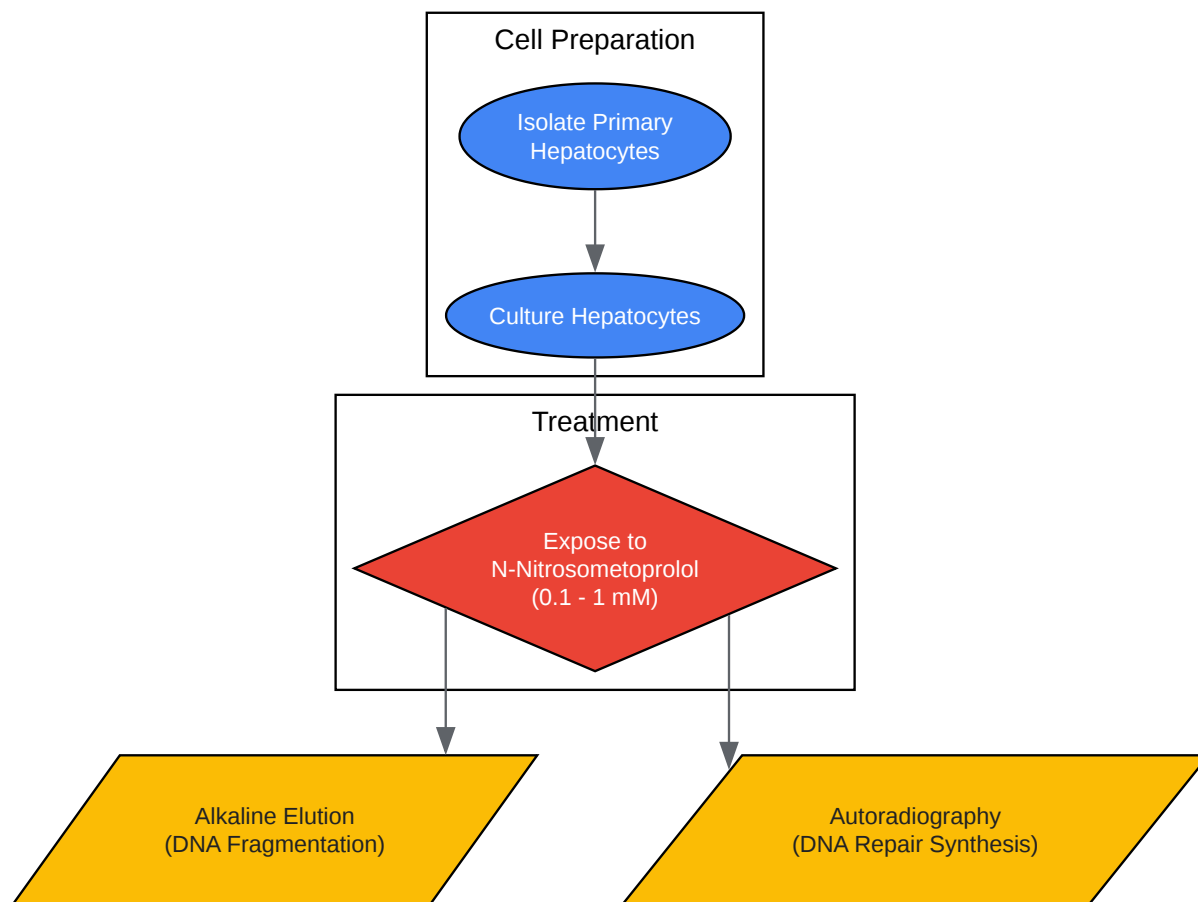 Cell Preparation
Isolate Primary
Hepatocytes
Culture Hepatocytes
Treatment
Expose to
N-Nitrosometoprolol
(0.1 - 1 mM)
Alkaline Elution
(DNA Fragmentation)
Autoradiography
(DNA Repair Synthesis)